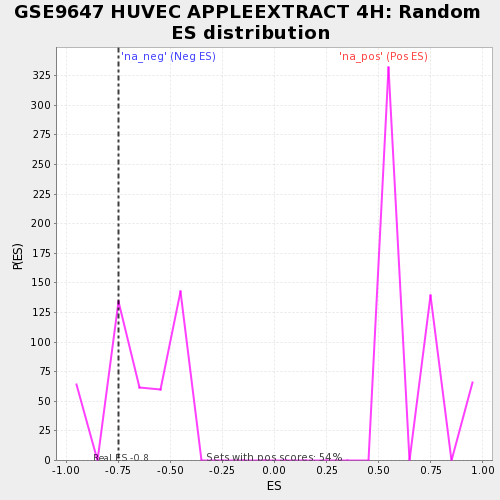 GSE9647 HUVEC APPLEEXTRACT 4H: Random
ES distribution
'na_neg' (Neg ES)
'na_pos' (Pos ES)
325
300
275
250
225
200
175
150
125
100
75
50
25
0
P(ES)
Real ES -0.8
Sets with pos scores: 54%
-1.00 -0.75 -0.50 -0.25 0.00 0.25 0.50 0.75 1.00
ES